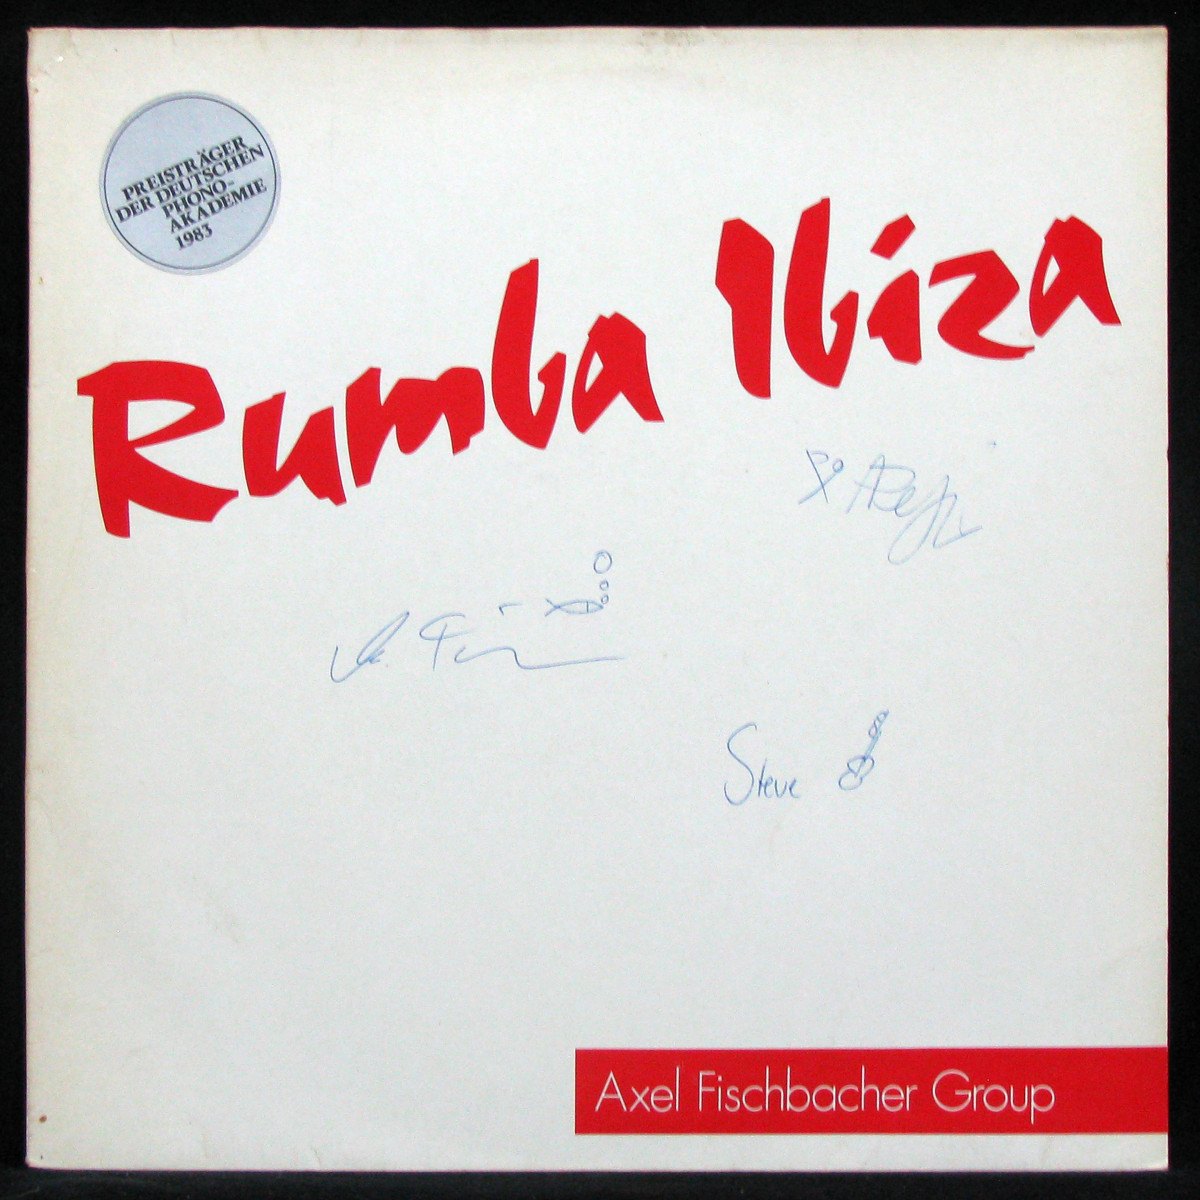 PREISTRÄGER
DER DEUTSCHEN
PHONO-
AKADEMIE
1983
Rumba Ibiza
Steve
Axel Fischbacher Group